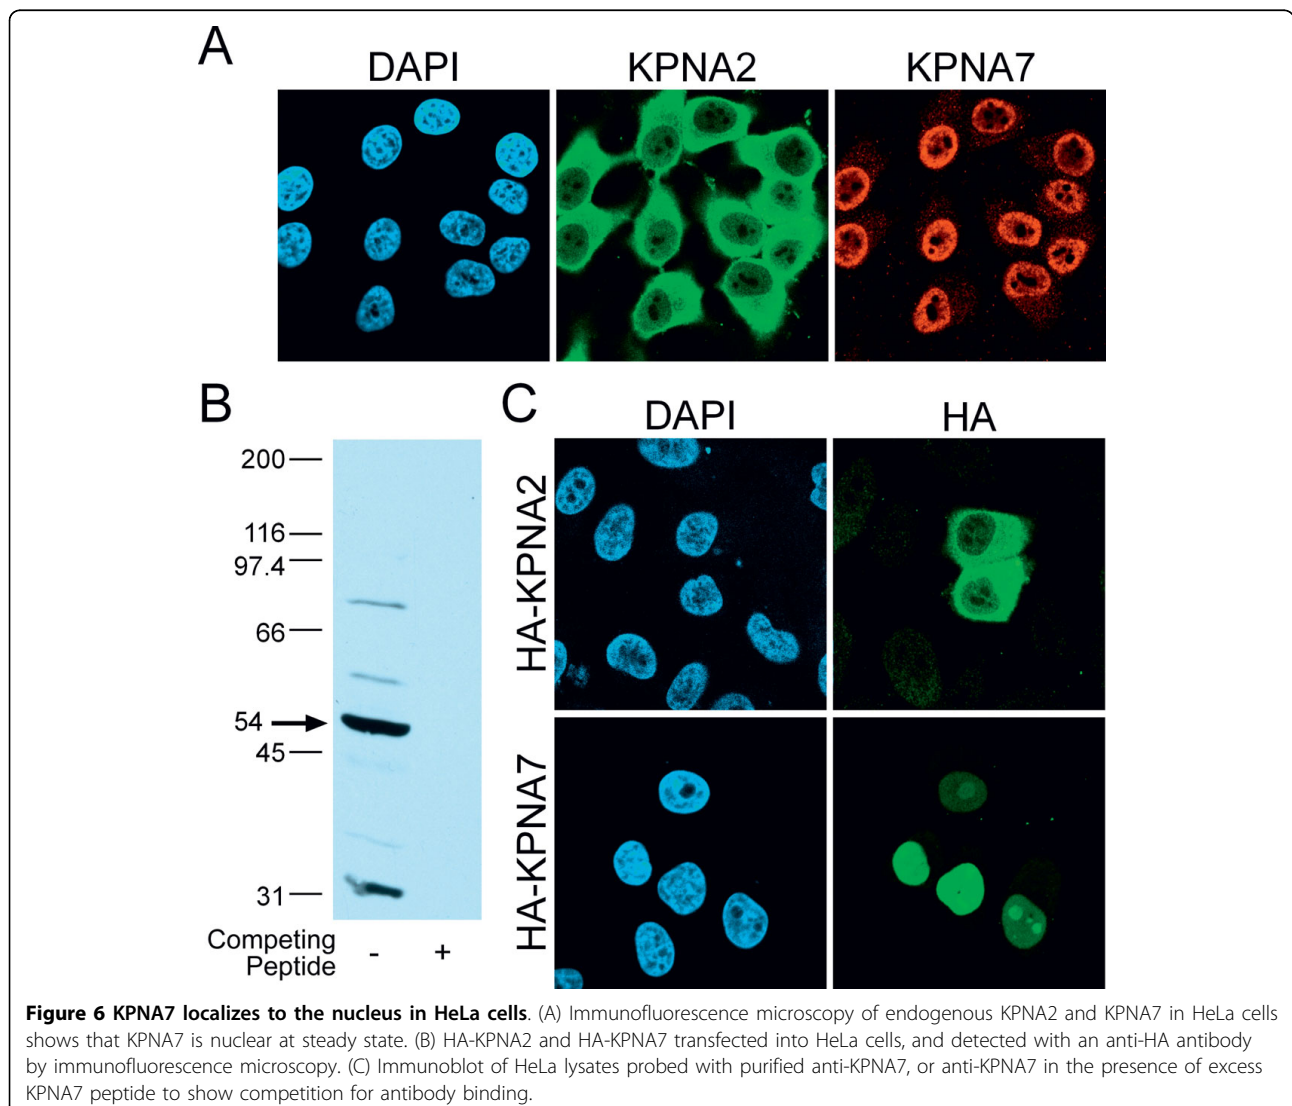 A
DAPI KPNA2 KPNA7
B
200
116
97.4
66
54
45
31
Competing
Peptide - +
C
DAPI HA
HA-KPNA2
HA-KPNA7
Figure 6 KPNA7 localizes to the nucleus in HeLa cells. (A) Immunofluorescence microscopy of endogenous KPNA2 and KPNA7 in HeLa cells
shows that KPNA7 is nuclear at steady state. (B) HA-KPNA2 and HA-KPNA7 transfected into HeLa cells, and detected with an anti-HA antibody
by immunofluorescence microscopy. (C) Immunoblot of HeLa lysates probed with purified anti-KPNA7, or anti-KPNA7 in the presence of excess
KPNA7 peptide to show competition for antibody binding.